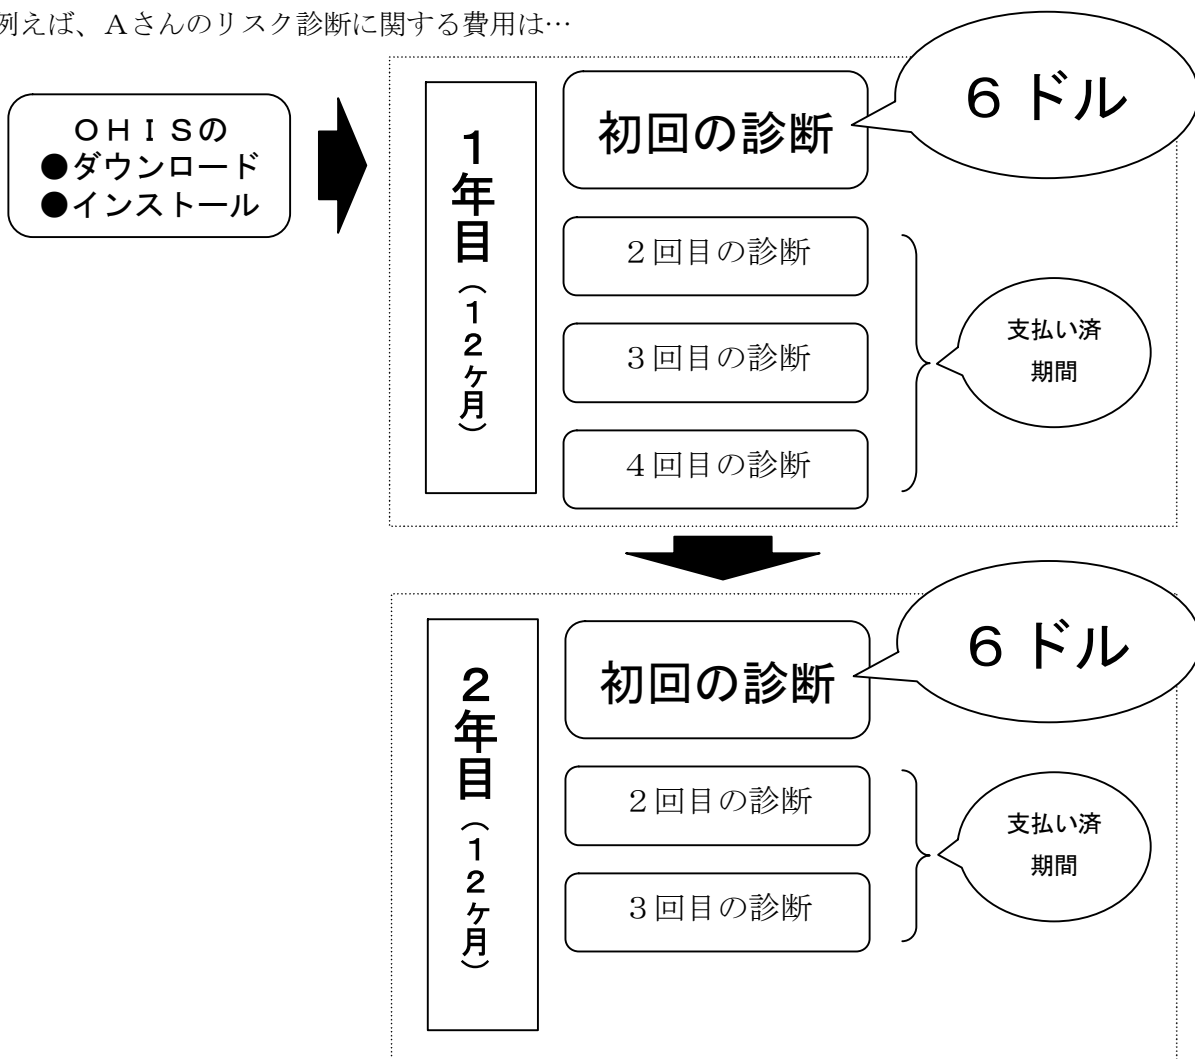 例えば、Aさんのリスク診断に関する費用は…
OHISの
●ダウンロード
●インストール
1年目（12ヶ月）
初回の診断
6ドル
2回目の診断
3回目の診断
4回目の診断
支払い済
期間
2年目（12ヶ月）
初回の診断
6ドル
2回目の診断
3回目の診断
支払い済
期間